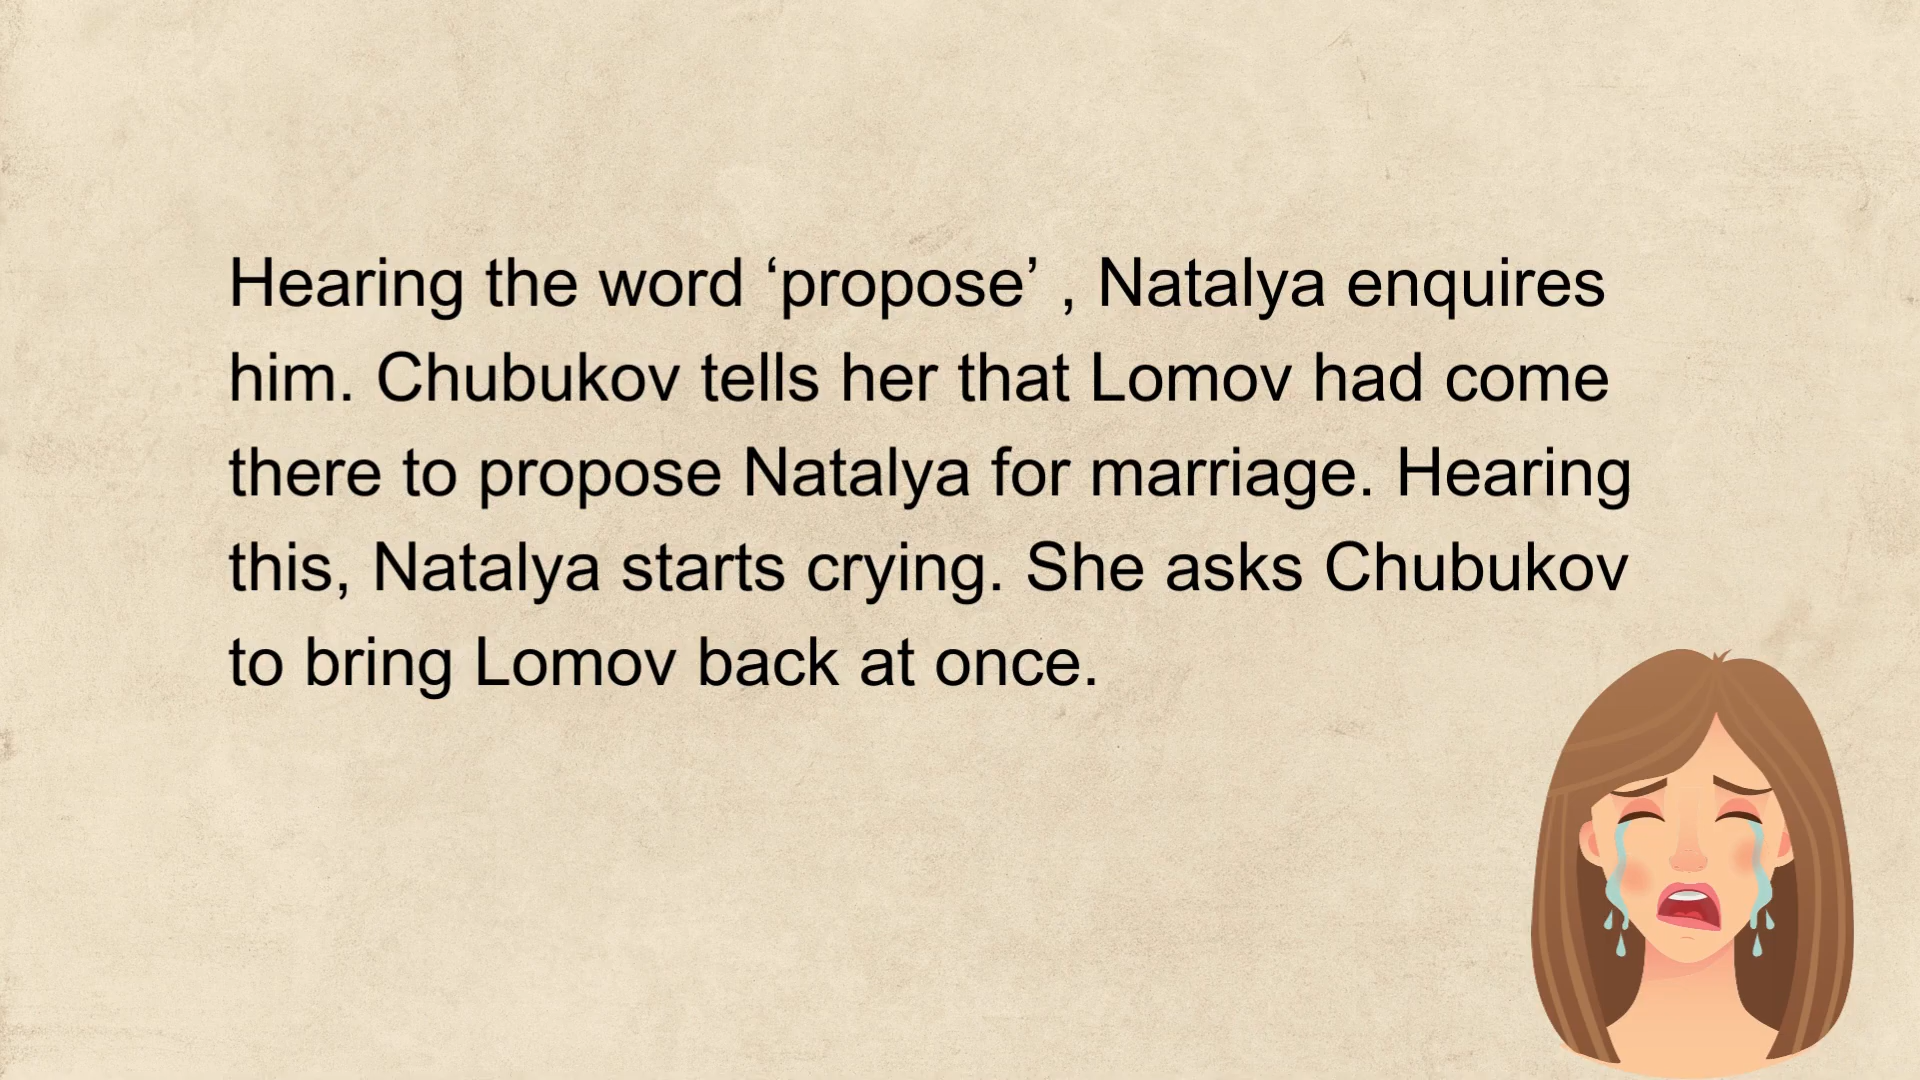 Hearing the word ‘propose’ , Natalya enquires
him. Chubukov tells her that Lomov had come
there to propose Natalya for marriage. Hearing
this, Natalya starts crying. She asks Chubukov
to bring Lomov back at once.